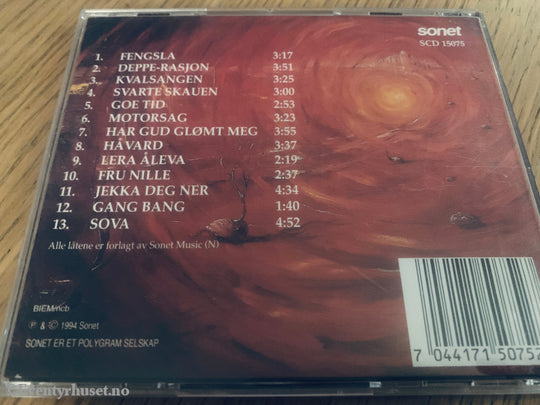 sonet
SCD 15075
1. FENGSLA 3:17
2. DEPPE-RASJON 3:51
3. KVALSANGEN 3:25
4. SVARTE SKAUEN 3:00
5. GOE TID 2:53
6. MOTORSAG 3:23
7. HAR GUD GLØMT MEG 3:55
8. HÅVARD 3:37
9. LERA ÅLEVA 2:19
10. FRU NILLE 2:37
11. JEKKA DEG NER 4:34
12. GANG BANG 1:40
13. SOVA 4:52
Alle låtene er forlagt av Sonet Music (N)
BIEM/ncb
℗ & © 1994 Sonet
SONET ER ET POLYGRAM SELSKAP
7 044171 50752